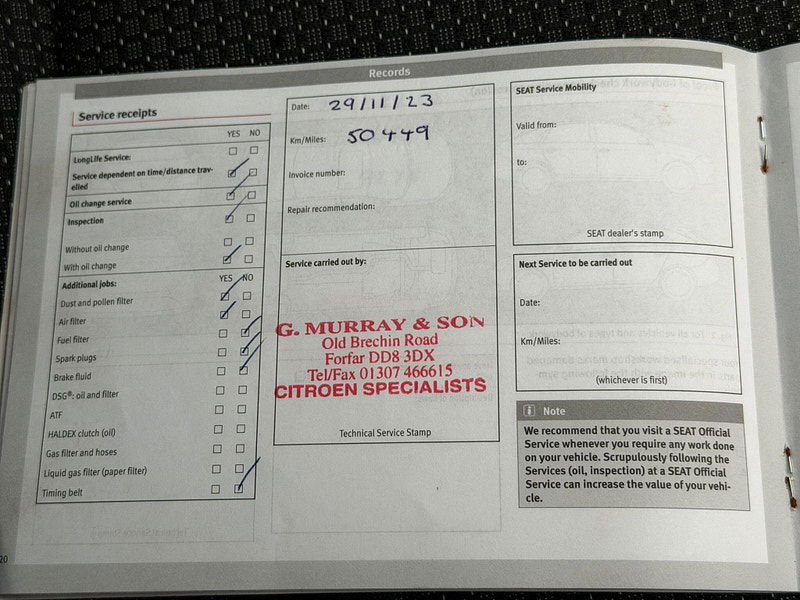 Records
Service receipts
YES NO
LongLife Service:
Service dependent on time/distance trav-
elled
Oil change service
Inspection
Without oil change
With oil change
Additional jobs:
YES NO
Dust and pollen filter
Air filter
Fuel filter
Spark plugs
Brake fluid
DSG®: oil and filter
ATF
HALDEX clutch (oil)
Gas filter and hoses
Liquid gas filter (paper filter)
Timing belt
Date: 29/11/23
Km/Miles: 50449
Invoice number:
Repair recommendation:
Service carried out by:
G. MURRAY & SON
Old Brechin Road
Forfar DD8 3DX
Tel/Fax 01307 466615
CITROEN SPECIALISTS
Technical Service Stamp
SEAT Service Mobility
Valid from:
to:
SEAT dealer's stamp
Next Service to be carried out
Date:
Km/Miles:
(whichever is first)
i Note
We recommend that you visit a SEAT Official
Service whenever you require any work done
on your vehicle. Scrupulously following the
Services (oil, inspection) at a SEAT Official
Service can increase the value of your vehi-
cle.
20